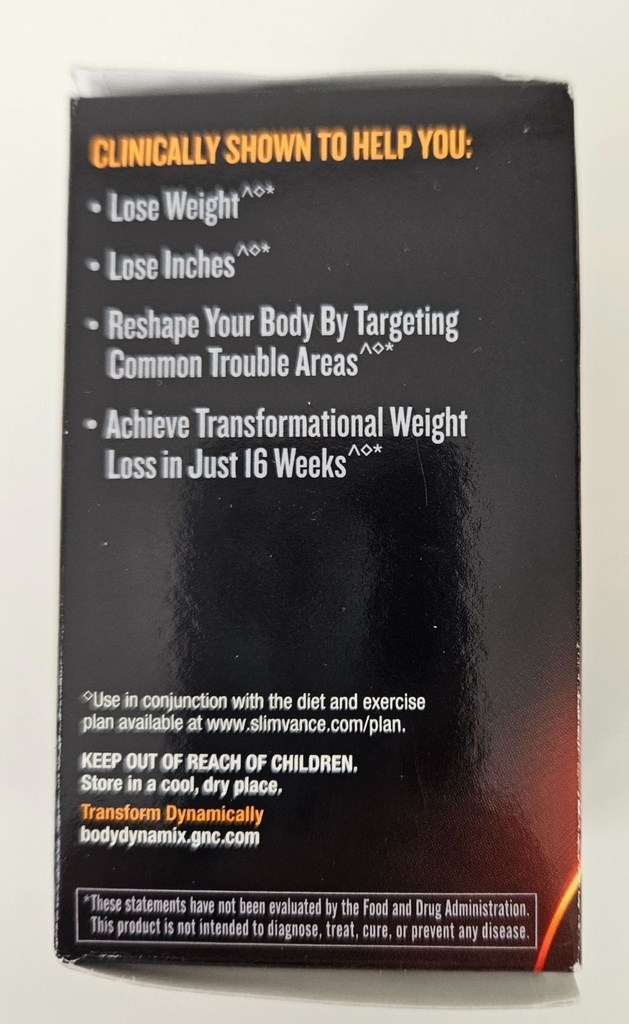 CLINICALLY SHOWN TO HELP YOU:
• Lose Weight^◇*
• Lose Inches^◇*
• Reshape Your Body By Targeting
Common Trouble Areas^◇*
• Achieve Transformational Weight
Loss in Just 16 Weeks^◇*
◇Use in conjunction with the diet and exercise
plan available at www.slimvance.com/plan.
KEEP OUT OF REACH OF CHILDREN.
Store in a cool, dry place.
Transform Dynamically
bodydynamix.gnc.com
*These statements have not been evaluated by the Food and Drug Administration.
This product is not intended to diagnose, treat, cure, or prevent any disease.